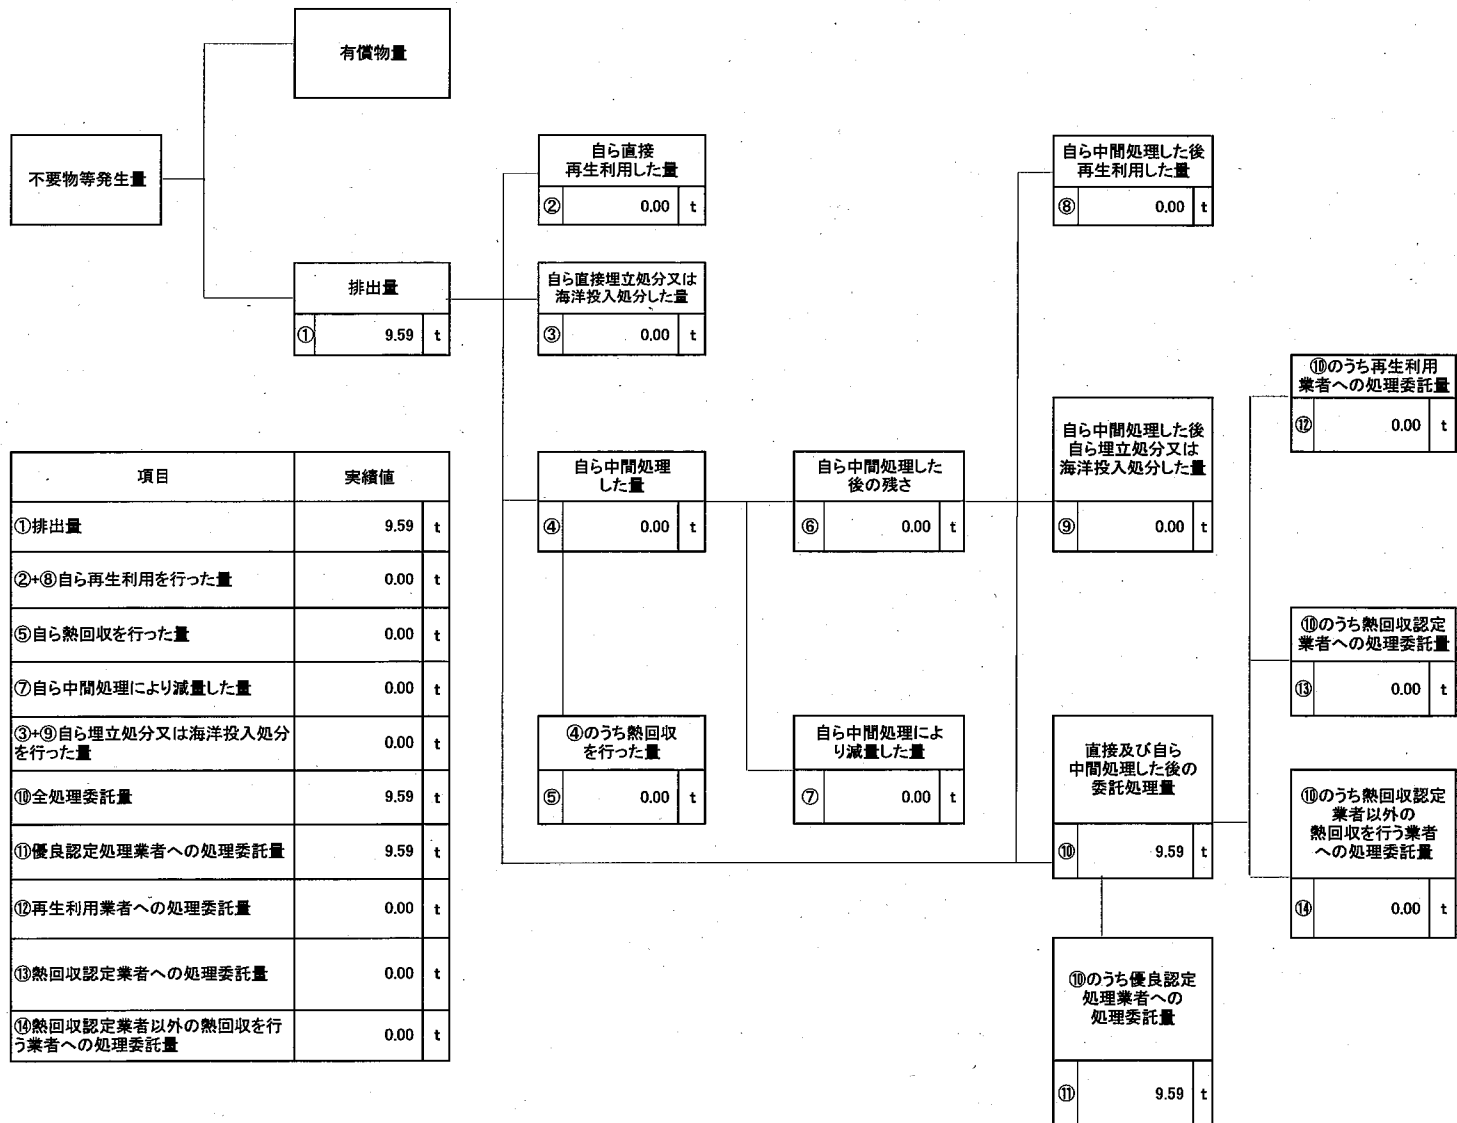 有償物量
不要物等発生量
排出量
① 9.59 t
自ら直接
再生利用した量
② 0.00 t
自ら直接埋立処分又は
海洋投入処分した量
③ 0.00 t
自ら中間処理
した量
④ 0.00 t
④のうち熱回収
を行った量
⑤ 0.00 t
自ら中間処理した
後の残さ
⑥ 0.00 t
自ら中間処理によ
り減量した量
⑦ 0.00 t
自ら中間処理した後
再生利用した量
⑧ 0.00 t
自ら中間処理した後
自ら埋立処分又は
海洋投入処分した量
⑨ 0.00 t
直接及び自ら
中間処理した後の
委託処理量
⑩ 9.59 t
⑩のうち優良認定
処理業者への
処理委託量
⑪ 9.59 t
⑩のうち再生利用
業者への処理委託量
⑫ 0.00 t
⑩のうち熱回収認定
業者への処理委託量
⑬ 0.00 t
⑩のうち熱回収認定
業者以外の
熱回収を行う業者
への処理委託量
⑭ 0.00 t
項目 実績値
①排出量 9.59 t
②+⑧自ら再生利用を行った量 0.00 t
⑤自ら熱回収を行った量 0.00 t
⑦自ら中間処理により減量した量 0.00 t
③+⑨自ら埋立処分又は海洋投入処分
を行った量 0.00 t
⑩全処理委託量 9.59 t
⑪優良認定処理業者への処理委託量 9.59 t
⑫再生利用業者への処理委託量 0.00 t
⑬熱回収認定業者への処理委託量 0.00 t
⑭熱回収認定業者以外の熱回収を行
う業者への処理委託量 0.00 t